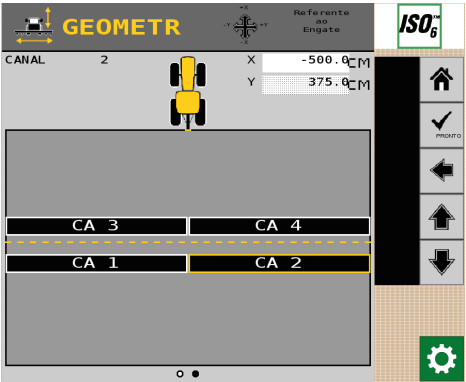 GEOMETR
+X
-Y
+Y
-X
Referente
ao
Engate
ISO6™
CANAL 2
X -500.0 CM
Y 375.0 CM
PRONTO
CA 3
CA 4
CA 1
CA 2